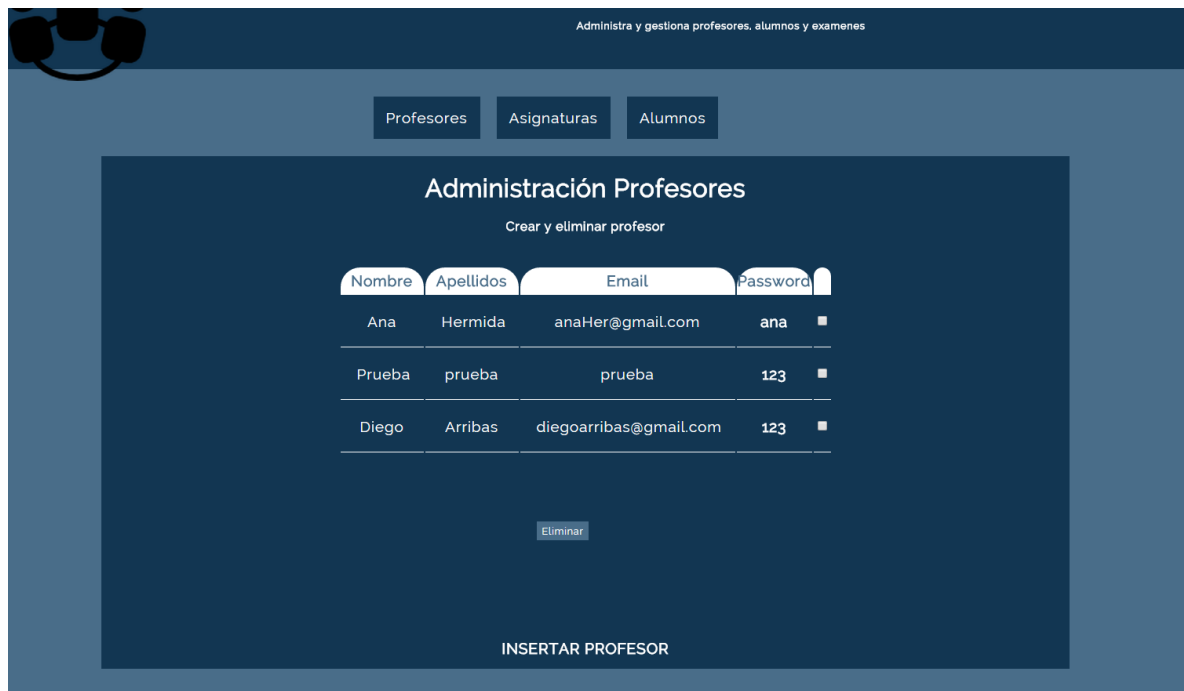 Administra y gestiona profesores, alumnos y examenes
Profesores Asignaturas Alumnos
Administración Profesores
Crear y eliminar profesor
Nombre Apellidos Email Password
Ana Hermida anaHer@gmail.com ana
Prueba prueba prueba 123
Diego Arribas diegoarribas@gmail.com 123
Eliminar
INSERTAR PROFESOR